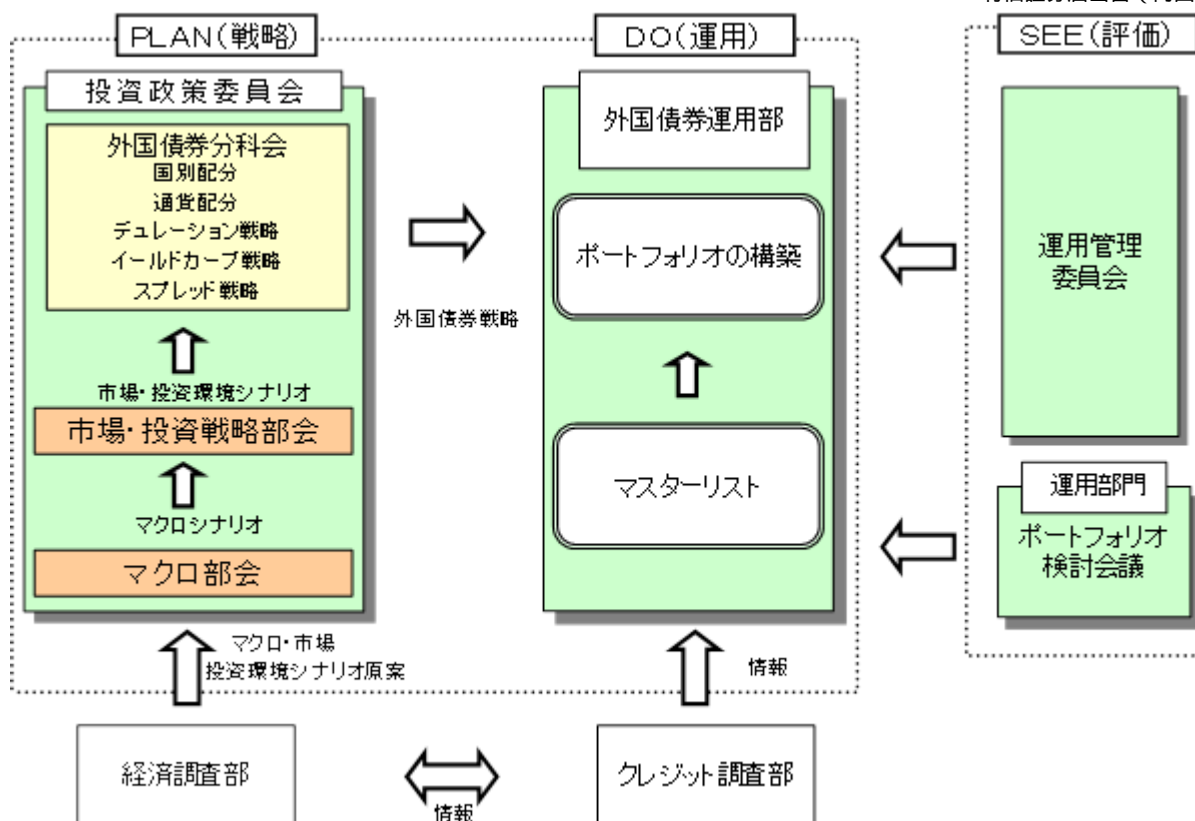 PLAN(戦略)
DO(運用)
SEE(評価)
投資政策委員会
外国債券分科会
国別配分
通貨配分
デュレーション戦略
イールドカーブ戦略
スプレッド戦略
市場・投資環境シナリオ
市場・投資戦略部会
マクロシナリオ
マクロ部会
マクロ・市場
投資環境シナリオ原案
経済調査部
外国債券戦略
外国債券運用部
ポートフォリオの構築
マスターリスト
情報
クレジット調査部
情報
運用管理
委員会
運用部門
ポートフォリオ
検討会議